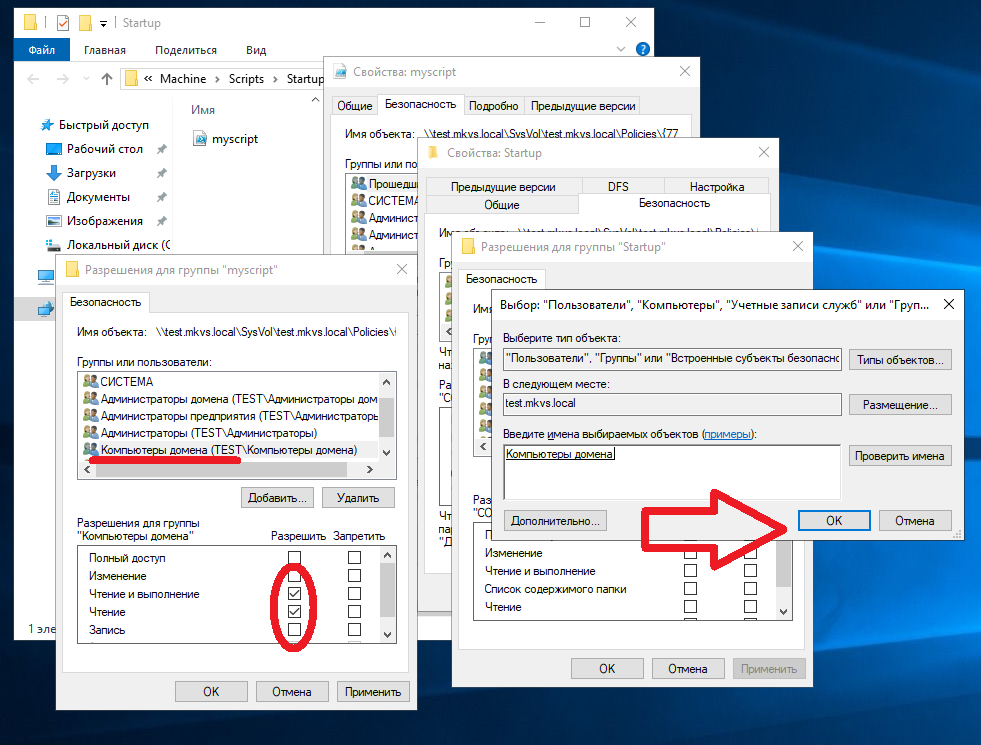 Startup
Файл Главная Поделиться Вид
« Machine › Scripts › Startup
Быстрый доступ
Рабочий стол
Загрузки
Документы
Изображения
Локальный диск (C
Имя
myscript
Свойства: myscript
Общие Безопасность Подробно Предыдущие версии
Имя объекта: \\test.mkvs.local\SysVol\test.mkvs.local\Policies\{77
Группы или по
Прошедш
СИСТЕМА
Админист
Админист
Свойства: Startup
Предыдущие версии DFS Настройка
Общие Безопасность
Разрешения для группы "Startup"
Безопасность
Изменение
Чтение и выполнение
Список содержимого папки
Чтение
OK Отмена Применить
Выбор: "Пользователи", "Компьютеры", "Учетные записи служб" или "Груп...
Выберите тип объекта:
"Пользователи", "Группы" или "Встроенные субъекты безопасно Типы объектов...
В следующем месте:
test.mkvs.local Размещение...
Введите имена выбираемых объектов (примеры):
Компьютеры домена Проверить имена
Дополнительно... OK Отмена
Разрешения для группы "myscript"
Безопасность
Имя объекта: \\test.mkvs.local\SysVol\test.mkvs.local\Policies\{
Группы или пользователи:
СИСТЕМА
Администраторы домена (TEST\Администраторы дом
Администраторы предприятия (TEST\Администраторы
Администраторы (TEST\Администраторы)
Компьютеры домена (TEST\Компьютеры домена)
Добавить... Удалить
Разрешения для группы
"Компьютеры домена" Разрешить Запретить
Полный доступ
Изменение
Чтение и выполнение
Чтение
Запись
OK Отмена Применить
1 эле